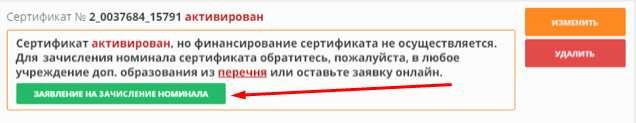 Сертификат № 2_0037684_15791 активирован
ИЗМЕНИТЬ
Сертификат активирован, но финансирование сертификата не осуществляется.
Для зачисления номинала сертификата обратитесь, пожалуйста, в любое
УДАЛИТЬ
учреждение доп. образования из перечня или оставьте заявку онлайн.
ЗАЯВЛЕНИЕ НА ЗАЧИСЛЕНИЕ НОМИНАЛА